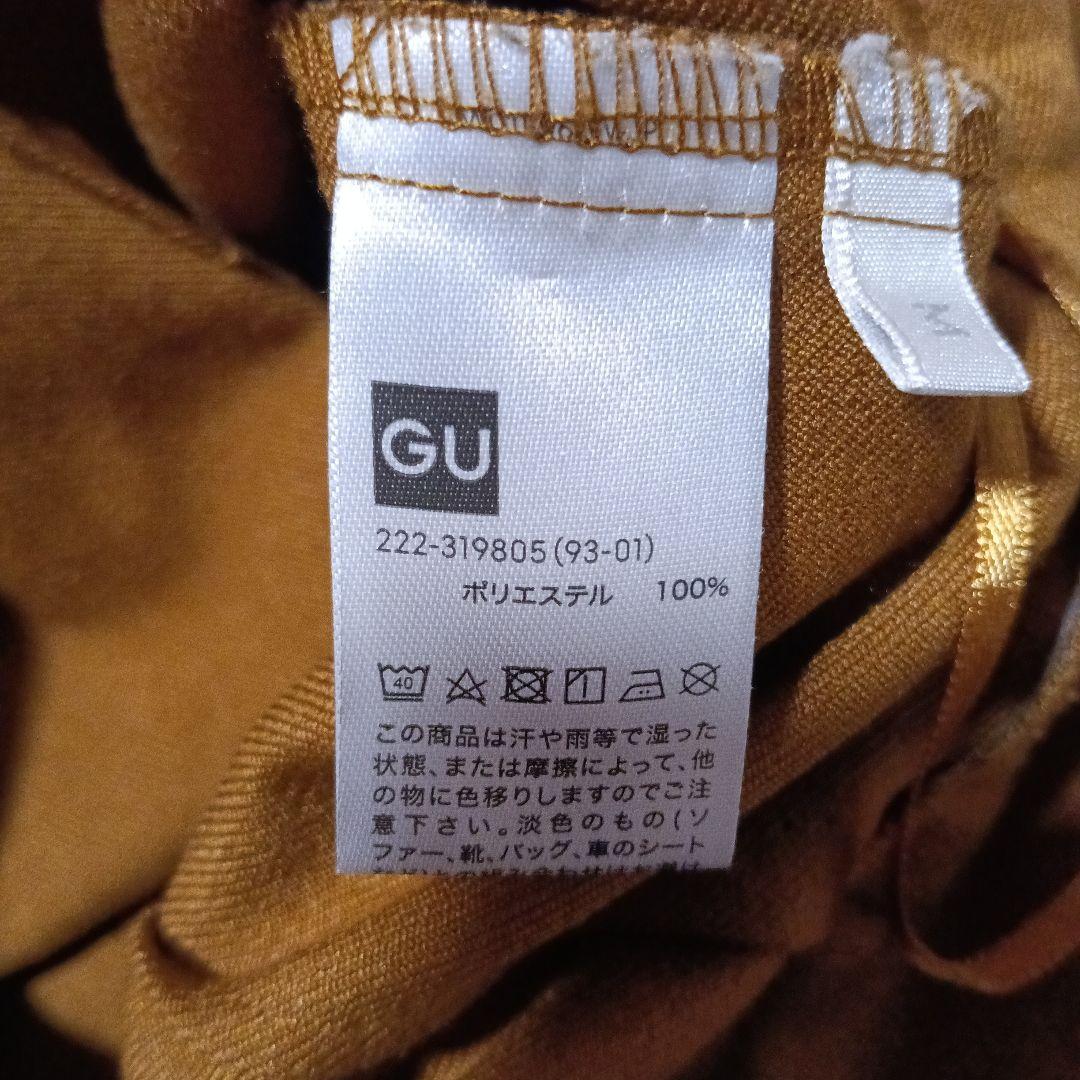 M
GU
222-319805(93-01)
ポリエステル 100%
40
この商品は汗や雨等で湿った
状態、または摩擦によって、他
の物に色移りしますのでご注
意下さい。淡色のもの(ソ
ファー、靴、バッグ、車のシート